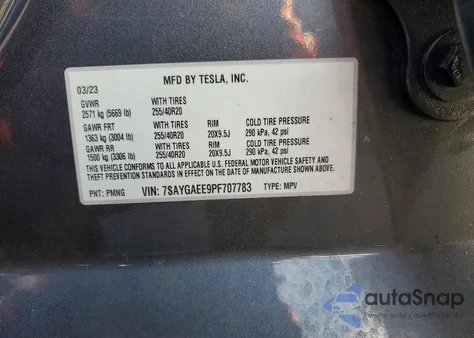 MFD BY TESLA, INC.
03/23
GVWR WITH TIRES
2571 kg (5669 lb) 255/40R20
GAWR FRT WITH TIRES RIM COLD TIRE PRESSURE
1363 kg (3004 lb) 255/40R20 20X9.5J 290 kPa, 42 psi
GAWR RR WITH TIRES RIM COLD TIRE PRESSURE
1500 kg (3306 lb) 255/40R20 20X9.5J 290 kPa, 42 psi
THIS VEHICLE CONFORMS TO ALL APPLICABLE U.S. FEDERAL MOTOR VEHICLE SAFETY AND
THEFT PREVENTION STANDARDS IN EFFECT ON THE DATE OF MANUFACTURE SHOWN ABOVE.
PNT: PMNG VIN: 7SAYGAEE9PF707783 TYPE: MPV
autoSnap